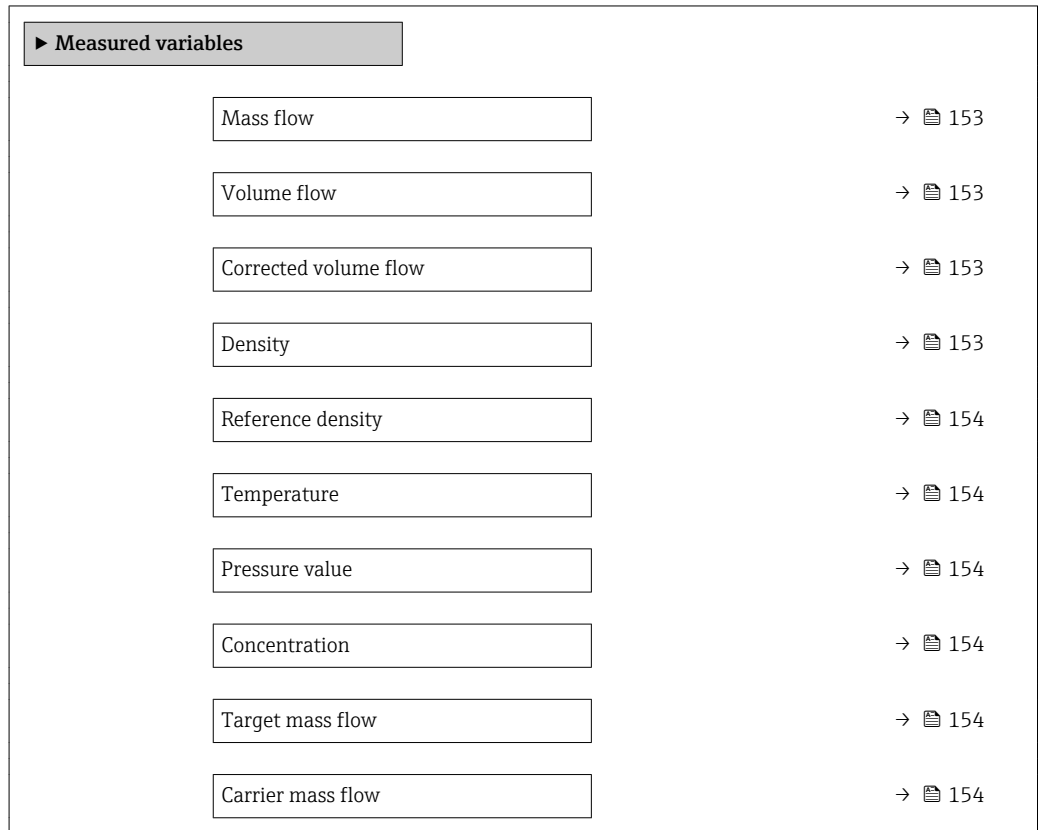 ▶ Measured variables
Mass flow → 153
Volume flow → 153
Corrected volume flow → 153
Density → 153
Reference density → 154
Temperature → 154
Pressure value → 154
Concentration → 154
Target mass flow → 154
Carrier mass flow → 154